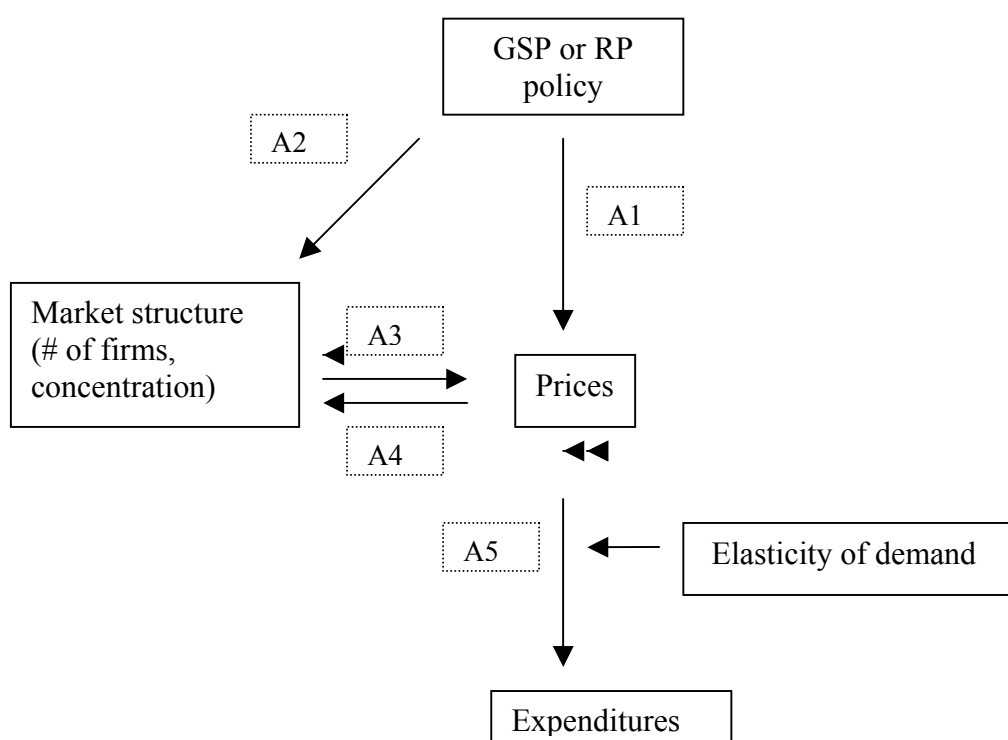 GSP or RP
policy
A2
A1
Market structure
(# of firms,
concentration)
A3
Prices
A4
A5
Elasticity of demand
Expenditures